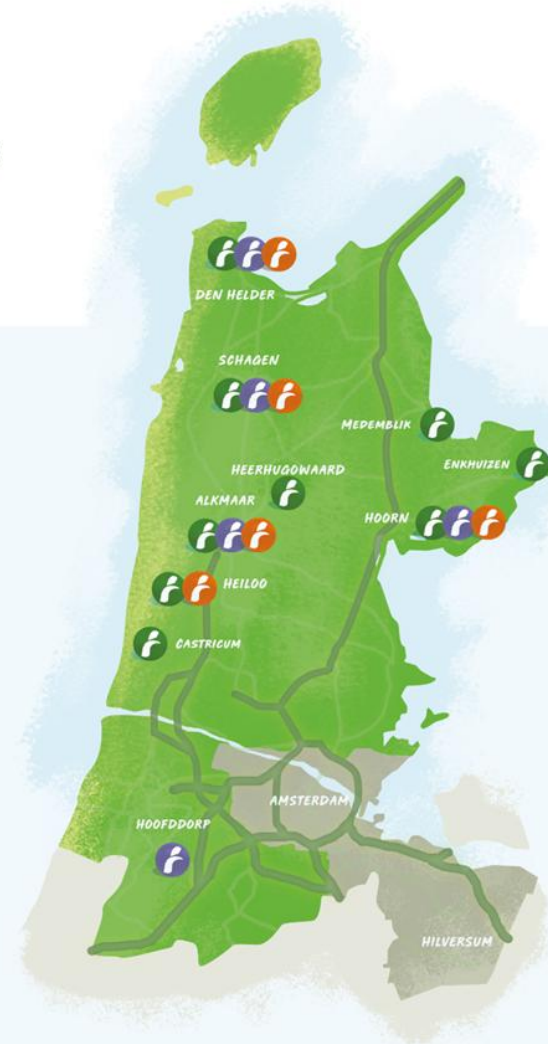 DEN HELDER
SCHAGEN
MEDEMBLIK
ENKHUIZEN
HEERHUGOWAARD
ALKMAAR
HOORN
HEILOO
CASTRICUM
AMSTERDAM
HOOFDDORP
HILVERSUM